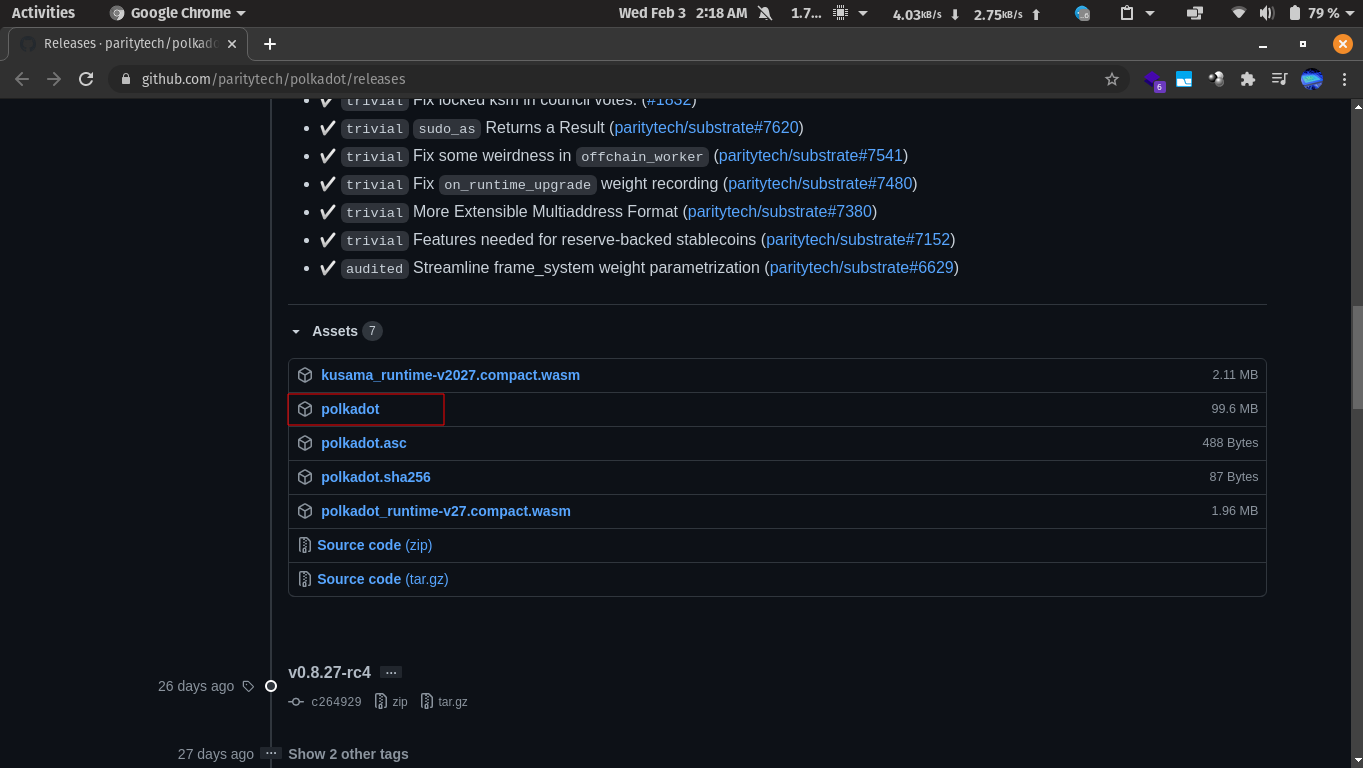 Activities Google Chrome Wed Feb 3 2:18 AM 1.7... 4.03kB/s 2.75kB/s 79 %
Releases · paritytech/polkado
github.com/paritytech/polkadot/releases 6
trivial Fix locked ksm in council votes. (#1832)
trivial sudo_as Returns a Result (paritytech/substrate#7620)
trivial Fix some weirdness in offchain_worker (paritytech/substrate#7541)
trivial Fix on_runtime_upgrade weight recording (paritytech/substrate#7480)
trivial More Extensible Multiaddress Format (paritytech/substrate#7380)
trivial Features needed for reserve-backed stablecoins (paritytech/substrate#7152)
audited Streamline frame_system weight parametrization (paritytech/substrate#6629)
Assets 7
kusama_runtime-v2027.compact.wasm 2.11 MB
polkadot 99.6 MB
polkadot.asc 488 Bytes
polkadot.sha256 87 Bytes
polkadot_runtime-v27.compact.wasm 1.96 MB
Source code (zip)
Source code (tar.gz)
v0.8.27-rc4 ...
26 days ago
c264929 zip tar.gz
27 days ago ... Show 2 other tags